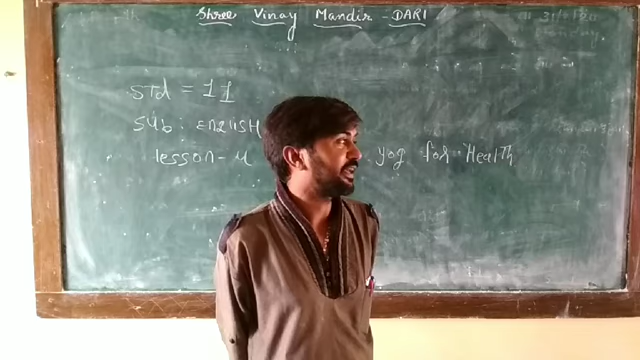 Shree Vinay Mandir - DARI
Std = 11
Sub: ENGLISH
lesson - 4 yog for Health